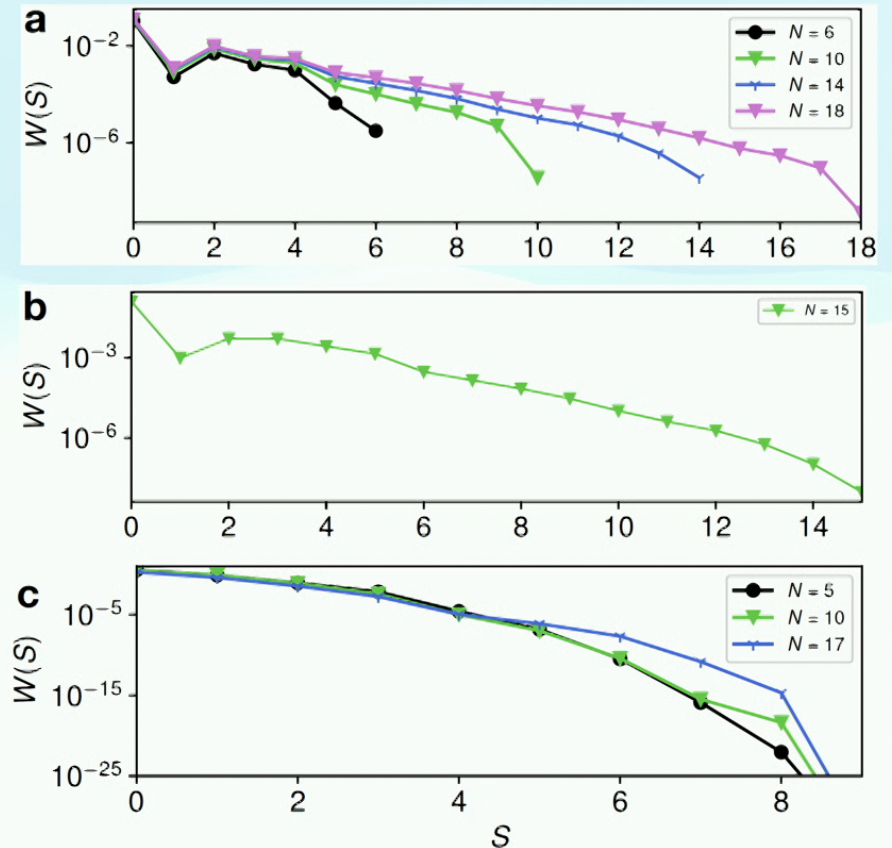 a
10⁻²
10⁻⁶
W(S)
N = 6
N = 10
N = 14
N = 18
0 2 4 6 8 10 12 14 16 18
b
10⁻³
10⁻⁶
W(S)
N = 15
0 2 4 6 8 10 12 14
c
10⁻⁵
10⁻¹⁵
10⁻²⁵
W(S)
N = 5
N = 10
N = 17
0 2 4 6 8
S